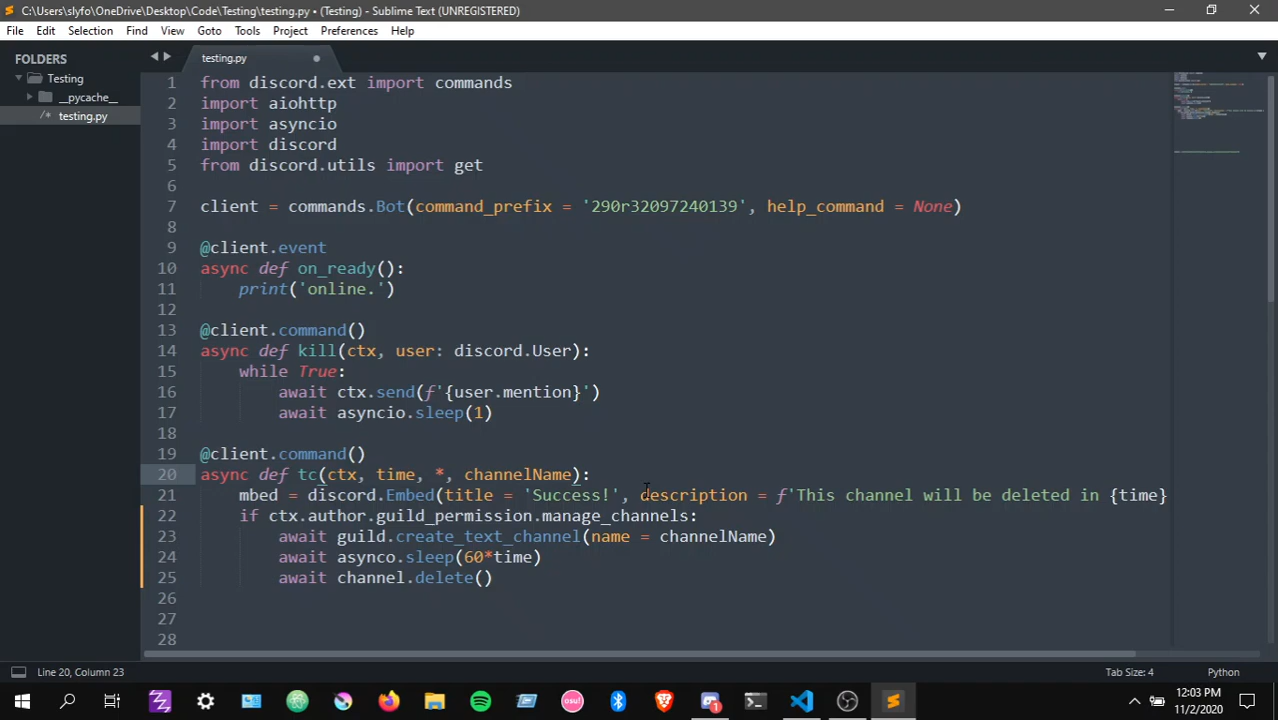 C:\Users\slyfo\OneDrive\Desktop\Code\Testing\testing.py • (Testing) - Sublime Text (UNREGISTERED)
File Edit Selection Find View Goto Tools Project Preferences Help
FOLDERS
Testing
__pycache__
/* testing.py
testing.py
1 from discord.ext import commands
2 import aiohttp
3 import asyncio
4 import discord
5 from discord.utils import get
6
7 client = commands.Bot(command_prefix = '290r32097240139', help_command = None)
8
9 @client.event
10 async def on_ready():
11 print('online.')
12
13 @client.command()
14 async def kill(ctx, user: discord.User):
15 while True:
16 await ctx.send(f'{user.mention}')
17 await asyncio.sleep(1)
18
19 @client.command()
20 async def tc(ctx, time, *, channelName):
21 mbed = discord.Embed(title = 'Success!', description = f'This channel will be deleted in {time}
22 if ctx.author.guild_permission.manage_channels:
23 await guild.create_text_channel(name = channelName)
24 await asynco.sleep(60*time)
25 await channel.delete()
26
27
28
Line 20, Column 23
Tab Size: 4
Python
osu!
1
12:03 PM
11/2/2020